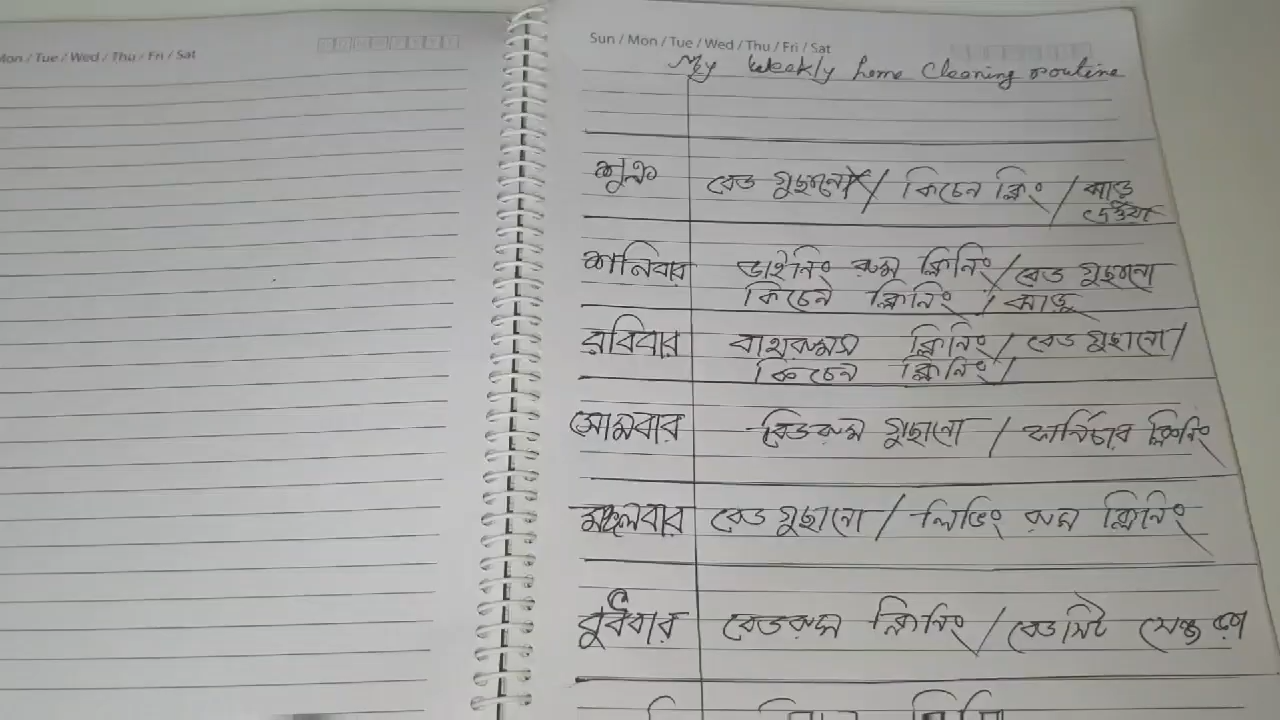 Mon / Tue / Wed / Thu / Fri / Sat
Sun / Mon / Tue / Wed / Thu / Fri / Sat
My Weekly home Cleaning routine
শুক্র বেড গুছানো / কিচেন ক্লিং / ঝাড়ু
দেওয়া
শনিবার ডাইনিং রুম ক্লিনিং / বেড গুছানো
কিচেন ক্লিনিং / ঝাড়ু
রবিবার বাথরুমস ক্লিনিং / বেড গুছানো /
কিচেন ক্লিনিং /
সোমবার বেডরুম গুছানো / ফার্নিচার ক্লিনিং
মঙ্গলবার বেড গুছানো / লিভিং রুম ক্লিনিং
বুধবার বেডরুম ক্লিনিং / বেডসিট